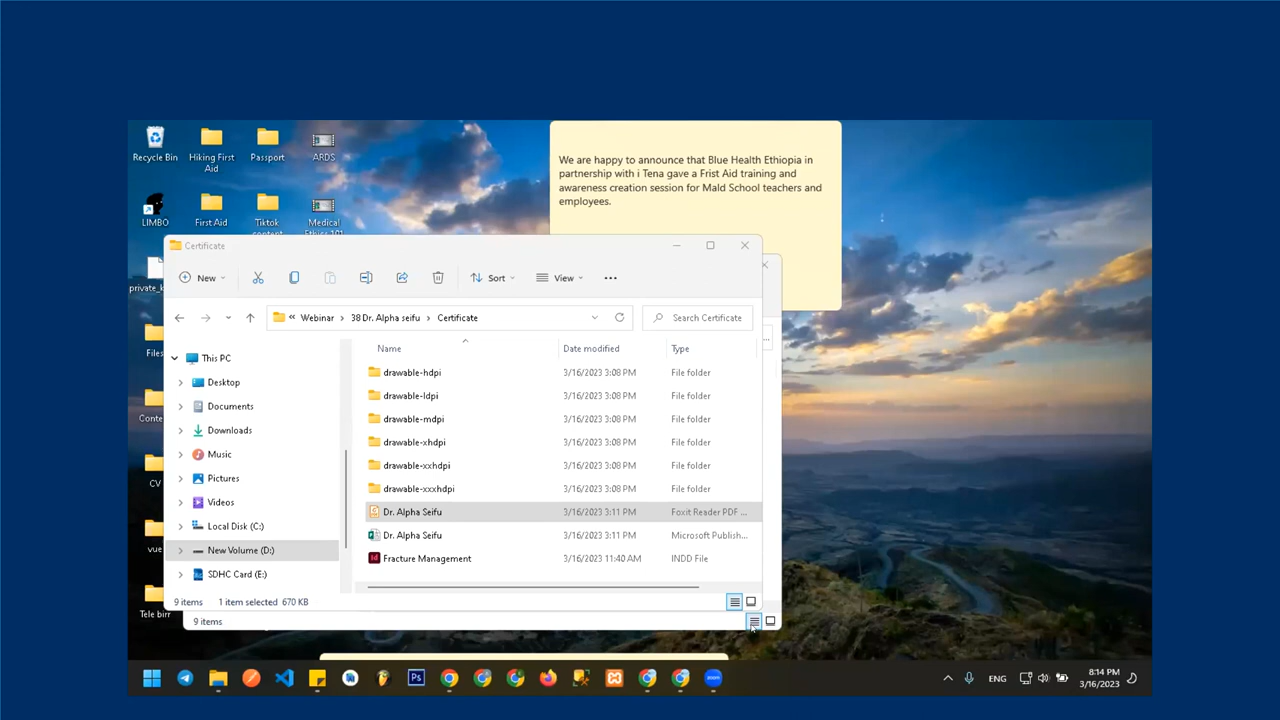 Recycle Bin
Hiking First Aid
Passport
ARDS
LIMBO
First Aid
Tiktok content
Medical Ethics 101
We are happy to announce that Blue Health Ethiopia in
partnership with i Tena gave a Frist Aid training and
awareness creation session for Mald School teachers and
employees.
private_k
Files
Conte
CV
vue
Tele birr
Certificate
New
Sort
View
« Webinar > 38 Dr. Alpha seifu > Certificate
Search Certificate
This PC
Desktop
Documents
Downloads
Music
Pictures
Videos
Local Disk (C:)
New Volume (D:)
SDHC Card (E:)
Name Date modified Type
drawable-hdpi 3/16/2023 3:08 PM File folder
drawable-ldpi 3/16/2023 3:08 PM File folder
drawable-mdpi 3/16/2023 3:08 PM File folder
drawable-xhdpi 3/16/2023 3:08 PM File folder
drawable-xxhdpi 3/16/2023 3:08 PM File folder
drawable-xxxhdpi 3/16/2023 3:08 PM File folder
Dr. Alpha Seifu 3/16/2023 3:11 PM Foxit Reader PDF ...
Dr. Alpha Seifu 3/16/2023 3:11 PM Microsoft Publish...
Fracture Management 3/16/2023 11:40 AM INDD File
9 items 1 item selected 670 KB
9 items
Ps
zoom
ENG
8:14 PM
3/16/2023